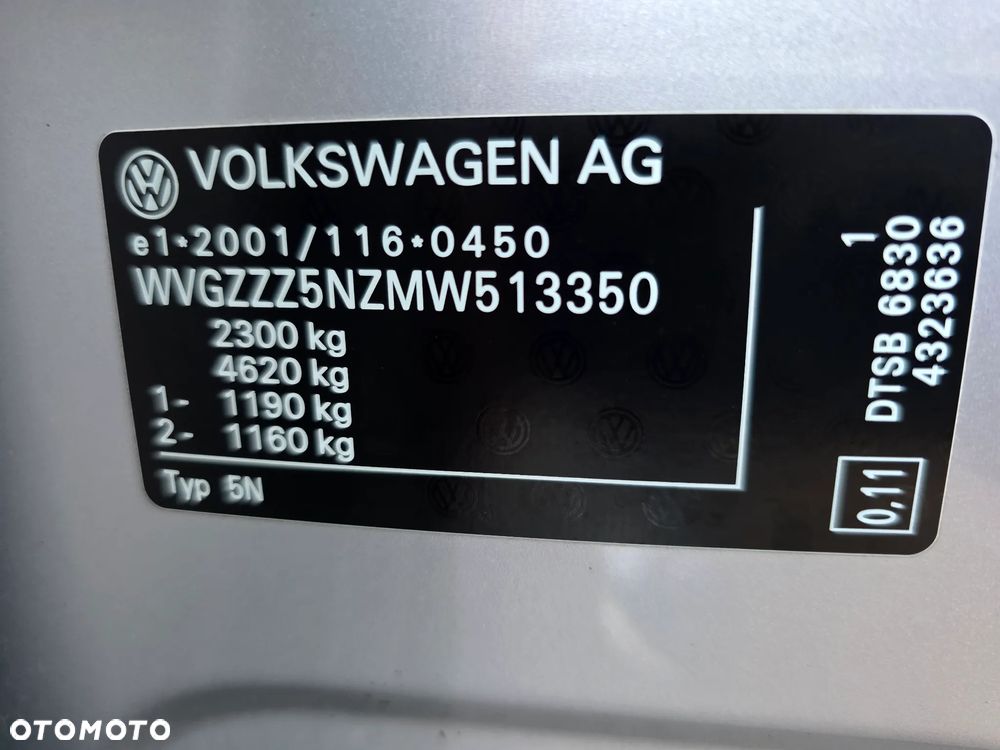 VOLKSWAGEN AG
e1*2001/116*0450
WVGZZZ5NZMW513350
2300 kg
4620 kg
1- 1190 kg
2- 1160 kg
Typ 5N
1
DTSB 6830
4323636
0,11
OTOMOTO